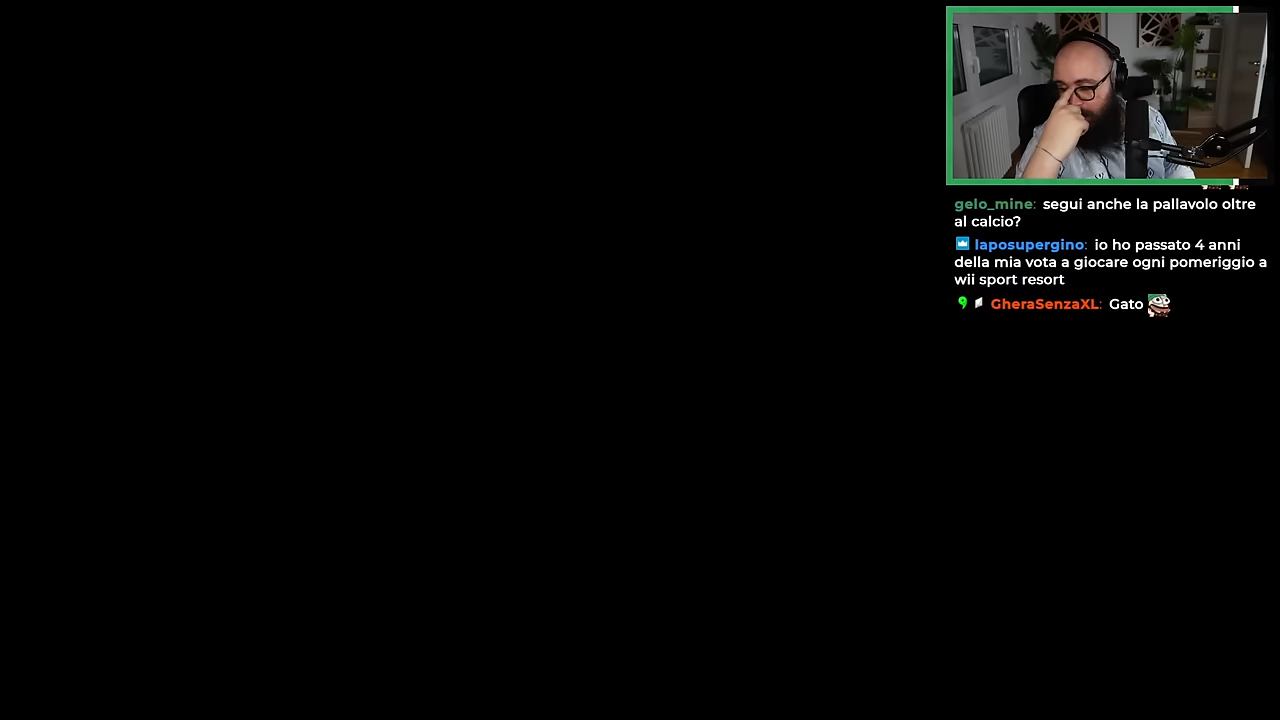 gelo_mine: segui anche la pallavolo oltre
al calcio?
laposupergino: io ho passato 4 anni
della mia vota a giocare ogni pomeriggio a
wii sport resort
GheraSenzaXL: Gato